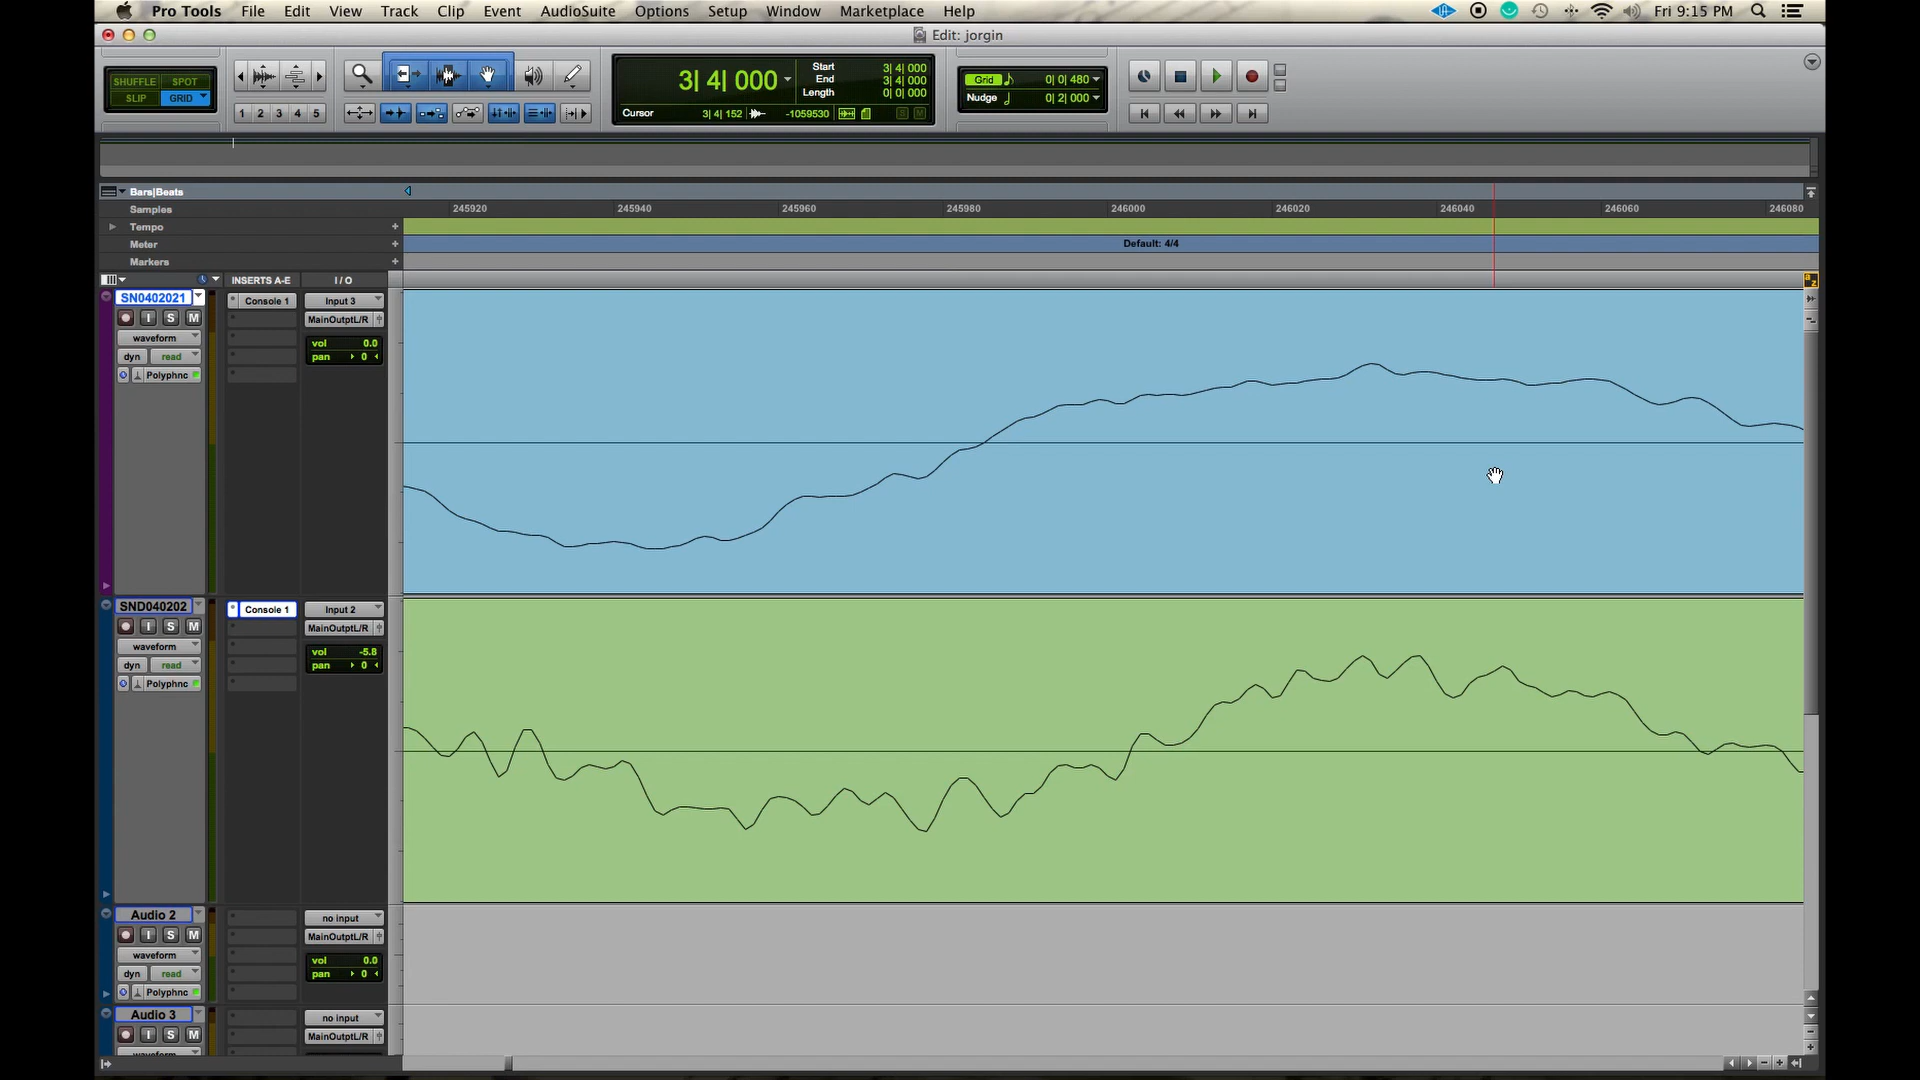 Pro Tools File Edit View Track Clip Event AudioSuite Options Setup Window Marketplace Help Fri 9:15 PM
Edit: jorgin
SHUFFLE SPOT
SLIP GRID
1 2 3 4 5
3| 4| 000
Start 3| 4| 000
End 3| 4| 000
Length 0| 0| 000
Cursor 3| 4| 152 -1059530
Grid 0| 0| 480
Nudge 0| 2| 000
Bars|Beats
Samples 245920 245940 245960 245980 246000 246020 246040 246060 246080
Tempo +
Meter + Default: 4/4
Markers +
INSERTS A-E I / O
SN0402021 Console 1 Input 3
I S M MainOutptL/R
waveform vol 0.0
dyn read pan 0
Polyphnc
SND040202 Console 1 Input 2
I S M MainOutptL/R
waveform vol -5.8
dyn read pan 0
Polyphnc
Audio 2 no input
I S M MainOutptL/R
waveform vol 0.0
dyn read pan 0
Polyphnc
Audio 3 no input
I S M MainOutptL/R
waveform